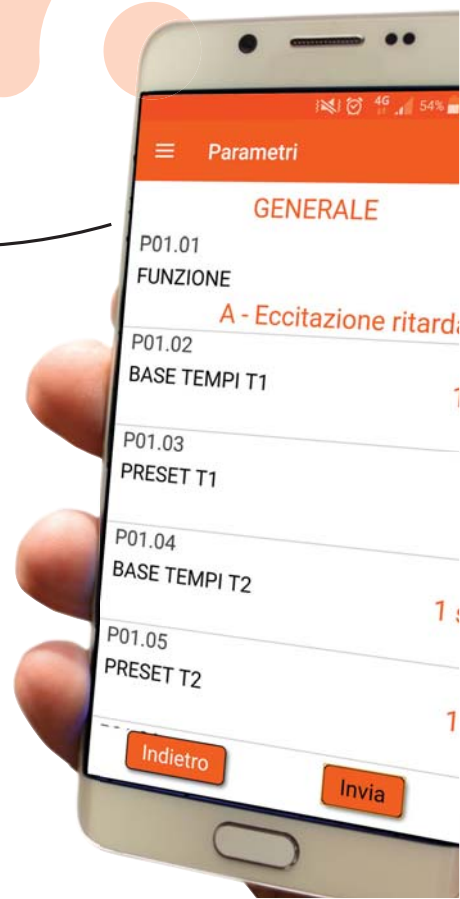 4G 54%
Parametri
GENERALE
P01.01
FUNZIONE
A - Eccitazione
P01.02
BASE TEMPI T1
P01.03
PRESET T1
P01.04
BASE TEMPI T2
1
P01.05
PRESET T2
Indietro
Invia